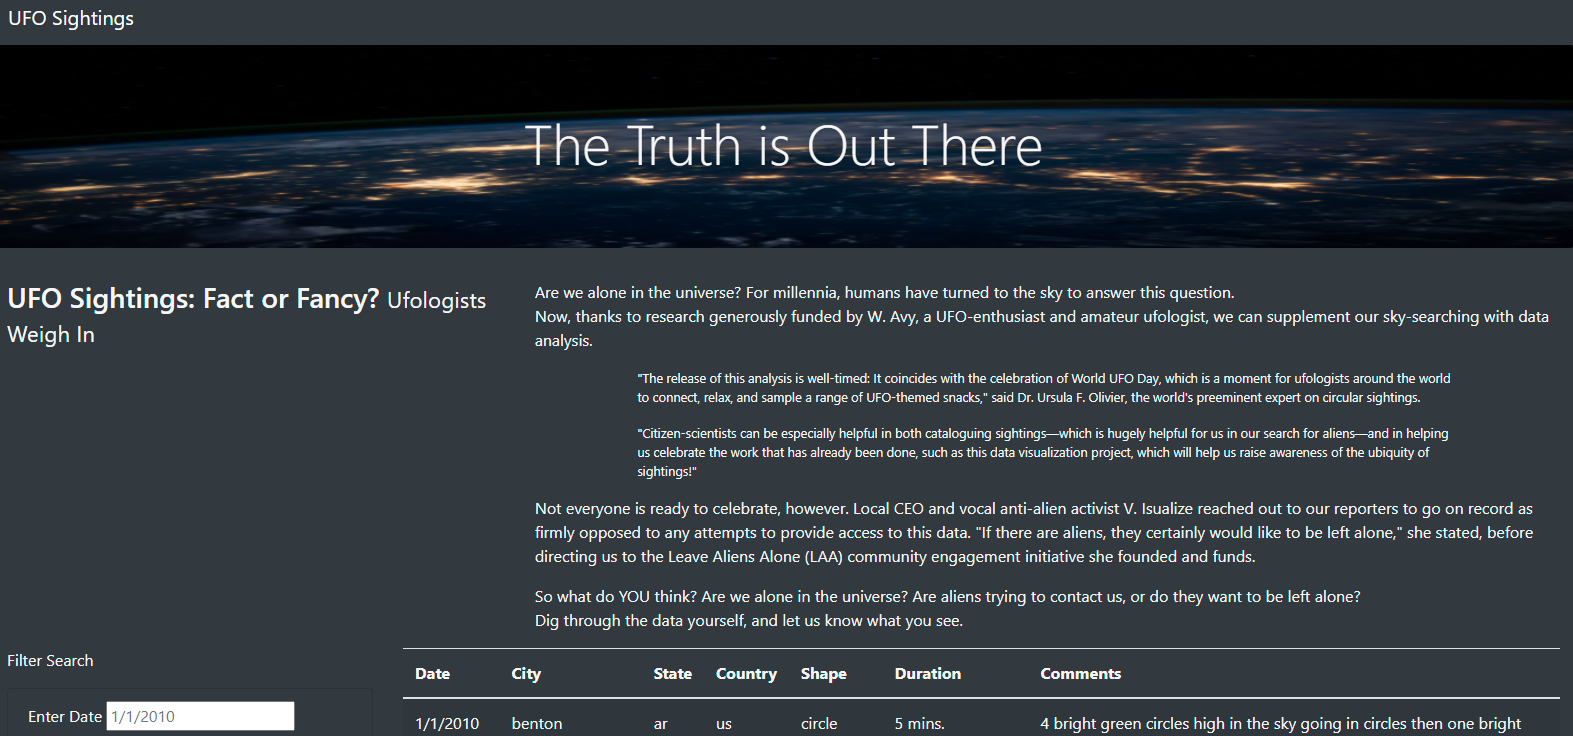 UFO Sightings
The Truth is Out There
UFO Sightings: Fact or Fancy? Ufologists
Weigh In
Are we alone in the universe? For millennia, humans have turned to the sky to answer this question.
Now, thanks to research generously funded by W. Avy, a UFO-enthusiast and amateur ufologist, we can supplement our sky-searching with data
analysis.
"The release of this analysis is well-timed: It coincides with the celebration of World UFO Day, which is a moment for ufologists around the world
to connect, relax, and sample a range of UFO-themed snacks," said Dr. Ursula F. Olivier, the world's preeminent expert on circular sightings.
"Citizen-scientists can be especially helpful in both cataloguing sightings—which is hugely helpful for us in our search for aliens—and in helping
us celebrate the work that has already been done, such as this data visualization project, which will help us raise awareness of the ubiquity of
sightings!"
Not everyone is ready to celebrate, however. Local CEO and vocal anti-alien activist V. Isualize reached out to our reporters to go on record as
firmly opposed to any attempts to provide access to this data. "If there are aliens, they certainly would like to be left alone," she stated, before
directing us to the Leave Aliens Alone (LAA) community engagement initiative she founded and funds.
So what do YOU think? Are we alone in the universe? Are aliens trying to contact us, or do they want to be left alone?
Dig through the data yourself, and let us know what you see.
Filter Search
Enter Date 1/1/2010
Date City State Country Shape Duration Comments
1/1/2010 benton ar us circle 5 mins. 4 bright green circles high in the sky going in circles then one bright